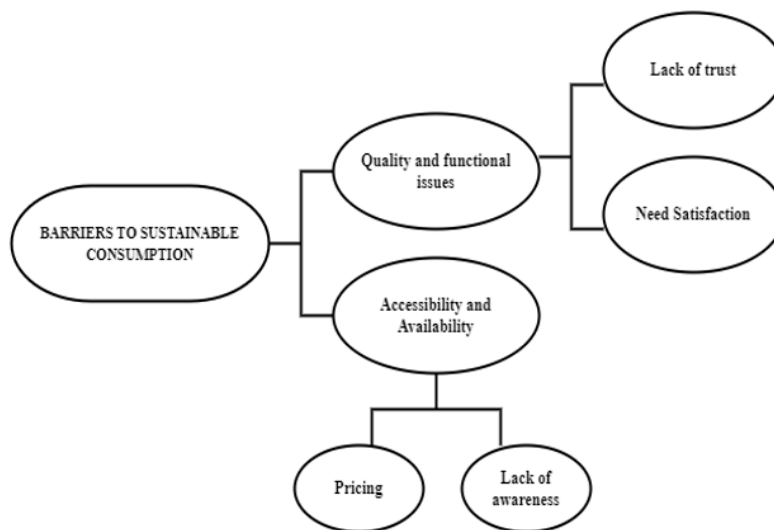 Lack of trust
Quality and functional
issues
Need Satisfaction
BARRIERS TO SUSTAINABLE
CONSUMPTION
Accessibility and
Availability
Pricing
Lack of
awareness